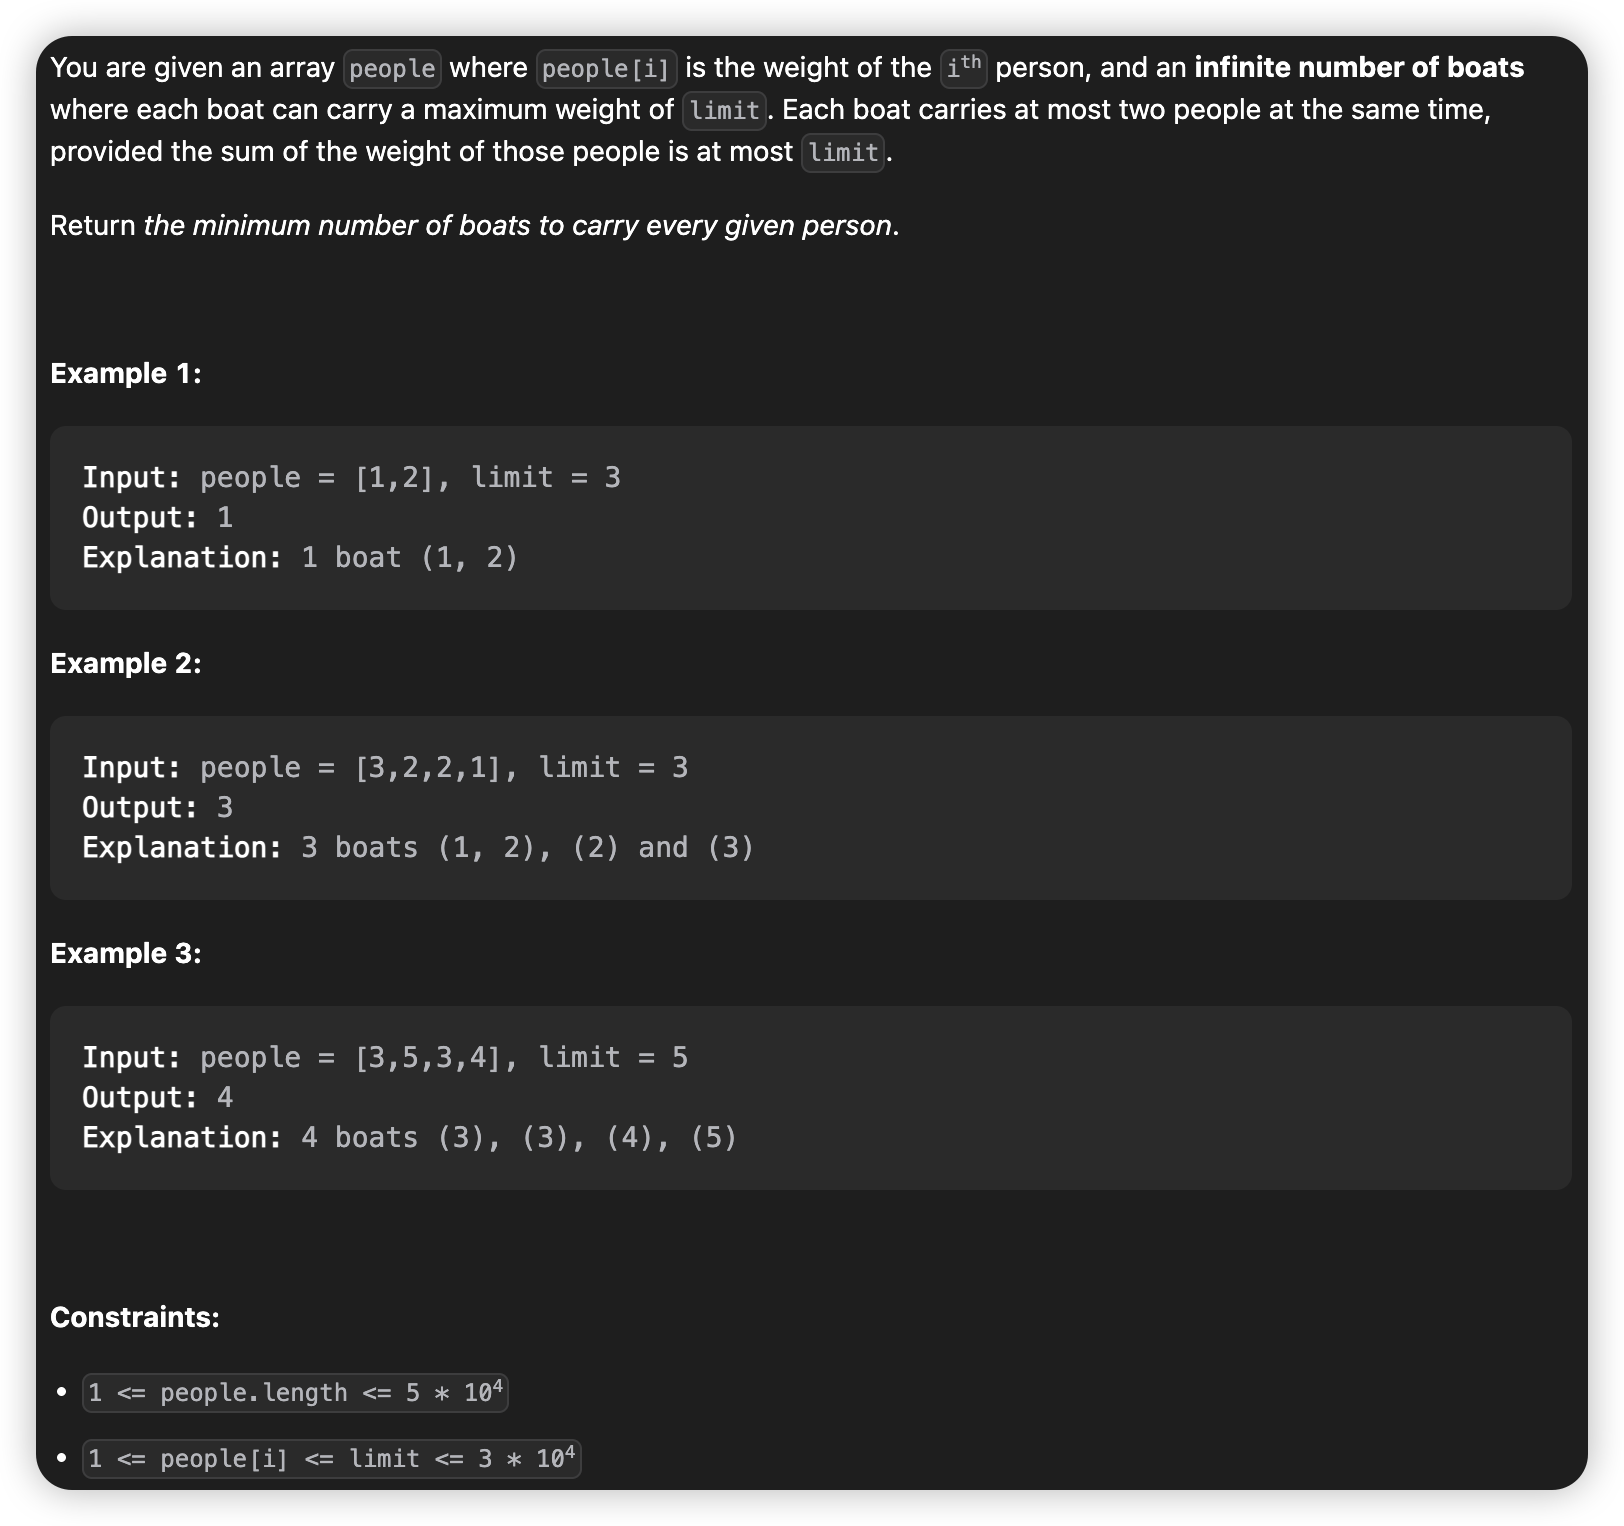 You are given an array people where people[i] is the weight of the iᵗʰ person, and an infinite number of boats
where each boat can carry a maximum weight of limit. Each boat carries at most two people at the same time,
provided the sum of the weight of those people is at most limit.
Return the minimum number of boats to carry every given person.
Example 1:
Input: people = [1,2], limit = 3
Output: 1
Explanation: 1 boat (1, 2)
Example 2:
Input: people = [3,2,2,1], limit = 3
Output: 3
Explanation: 3 boats (1, 2), (2) and (3)
Example 3:
Input: people = [3,5,3,4], limit = 5
Output: 4
Explanation: 4 boats (3), (3), (4), (5)
Constraints:
• 1 <= people.length <= 5 * 10⁴
• 1 <= people[i] <= limit <= 3 * 10⁴